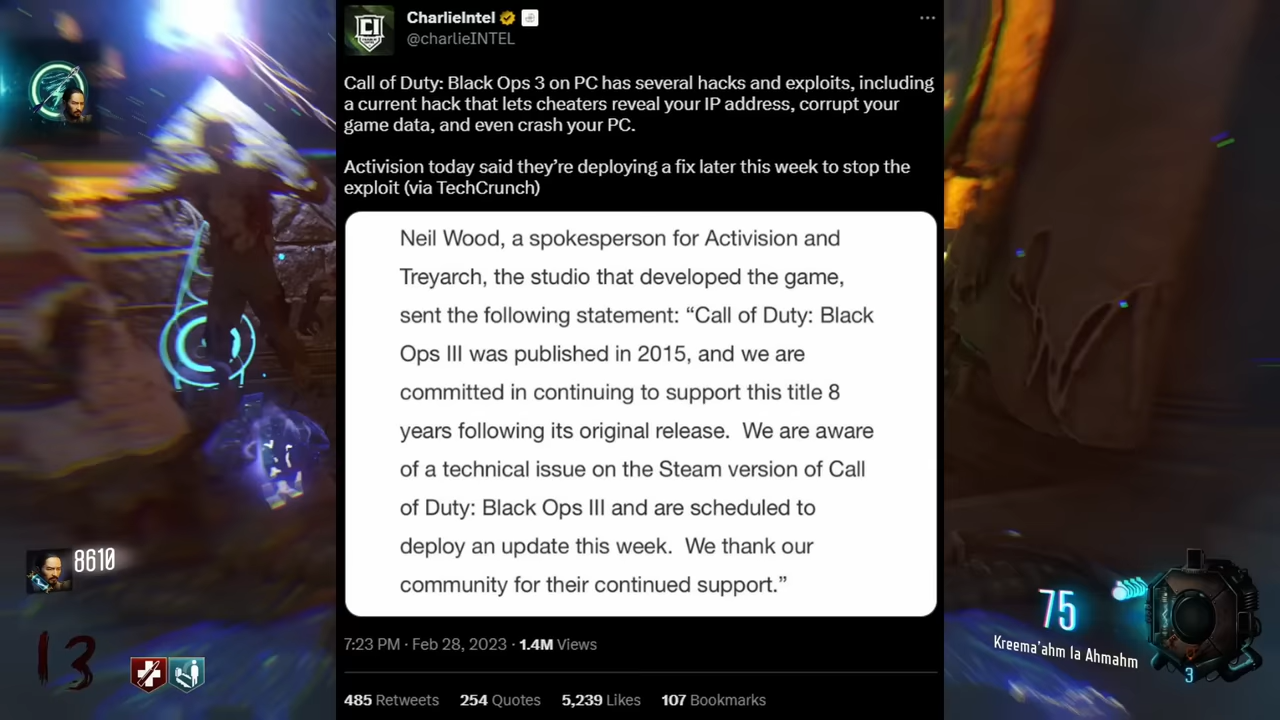 CharlieIntel
@charlieINTEL
Call of Duty: Black Ops 3 on PC has several hacks and exploits, including
a current hack that lets cheaters reveal your IP address, corrupt your
game data, and even crash your PC.
Activision today said they’re deploying a fix later this week to stop the
exploit (via TechCrunch)
Neil Wood, a spokesperson for Activision and
Treyarch, the studio that developed the game,
sent the following statement: “Call of Duty: Black
Ops III was published in 2015, and we are
committed in continuing to support this title 8
years following its original release.  We are aware
of a technical issue on the Steam version of Call
of Duty: Black Ops III and are scheduled to
deploy an update this week.  We thank our
community for their continued support.”
7:23 PM · Feb 28, 2023 · 1.4M Views
485 Retweets 254 Quotes 5,239 Likes 107 Bookmarks
8610
13
75
Kreema'ahm la Ahmahm
3
CI